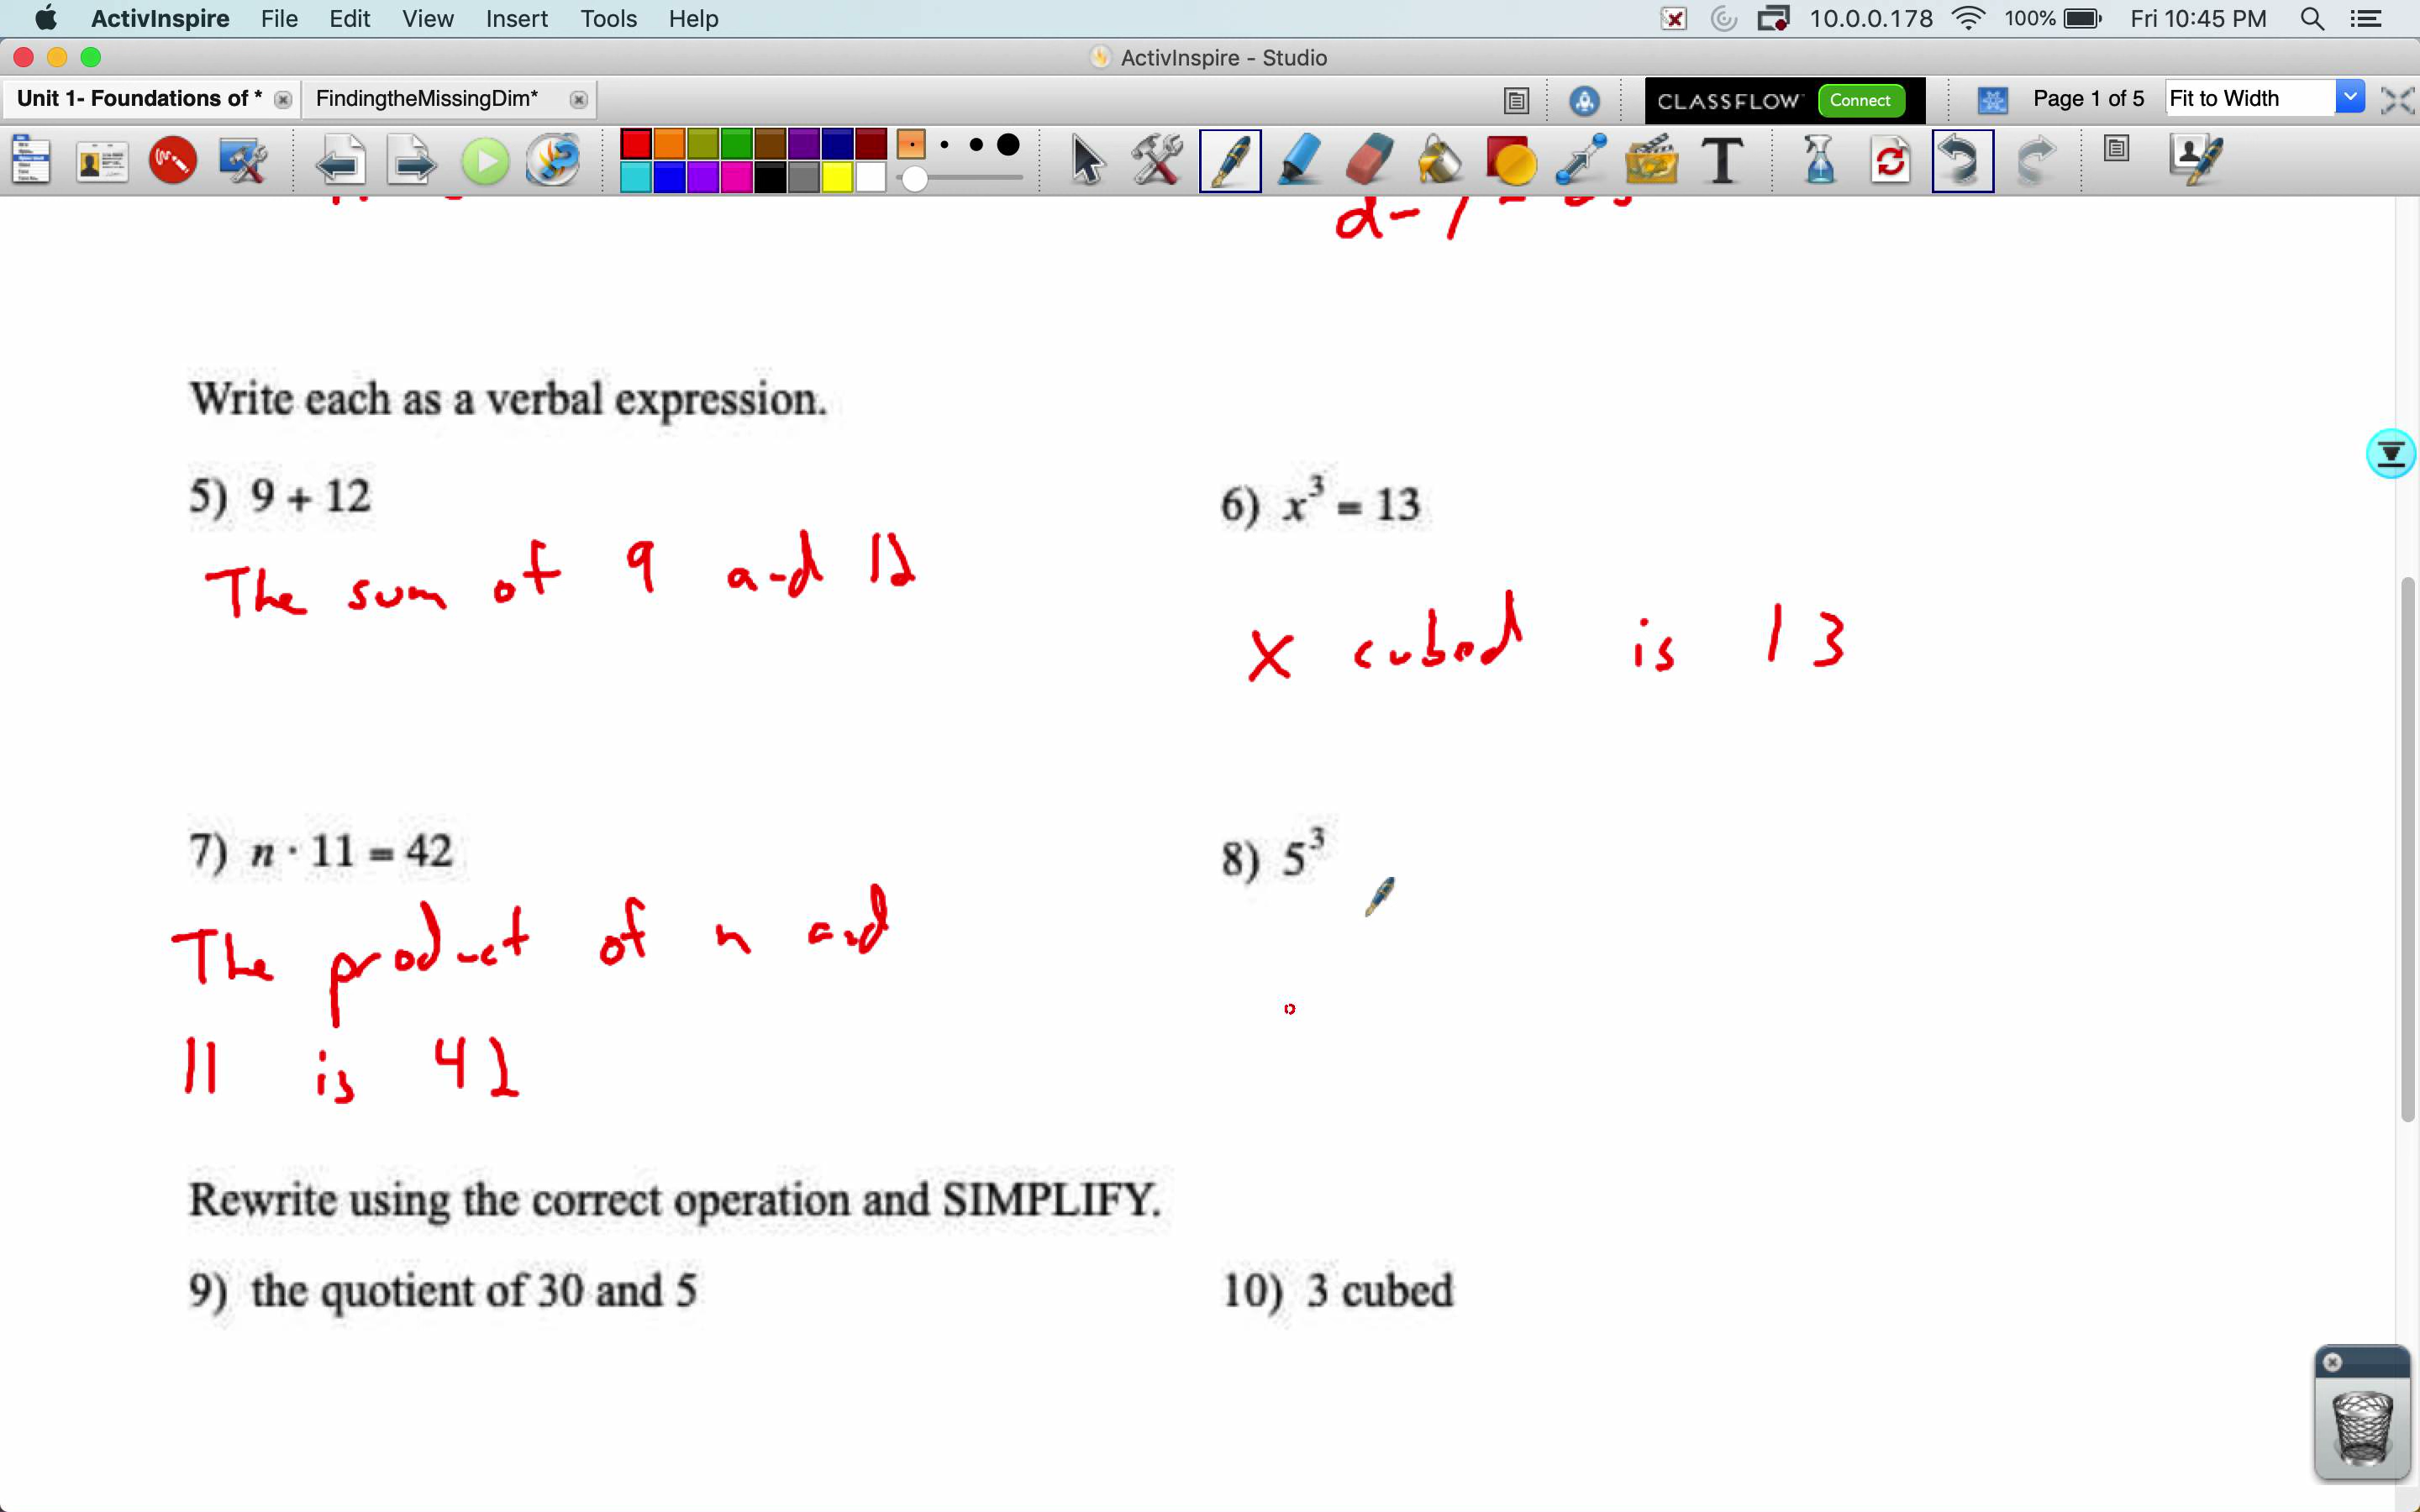 ActivInspire File Edit View Insert Tools Help 10.0.0.178 100% Fri 10:45 PM
ActivInspire - Studio
Unit 1- Foundations of * FindingtheMissingDim* CLASSFLOW Connect Page 1 of 5 Fit to Width
T
d - 7 =
Write each as a verbal expression.
5) 9 + 12
6) x³ = 13
The sum of 9 and 12
x cubed is 13
7) n · 11 = 42
8) 5³
The product of n and
11 is 42
Rewrite using the correct operation and SIMPLIFY.
9) the quotient of 30 and 5
10) 3 cubed